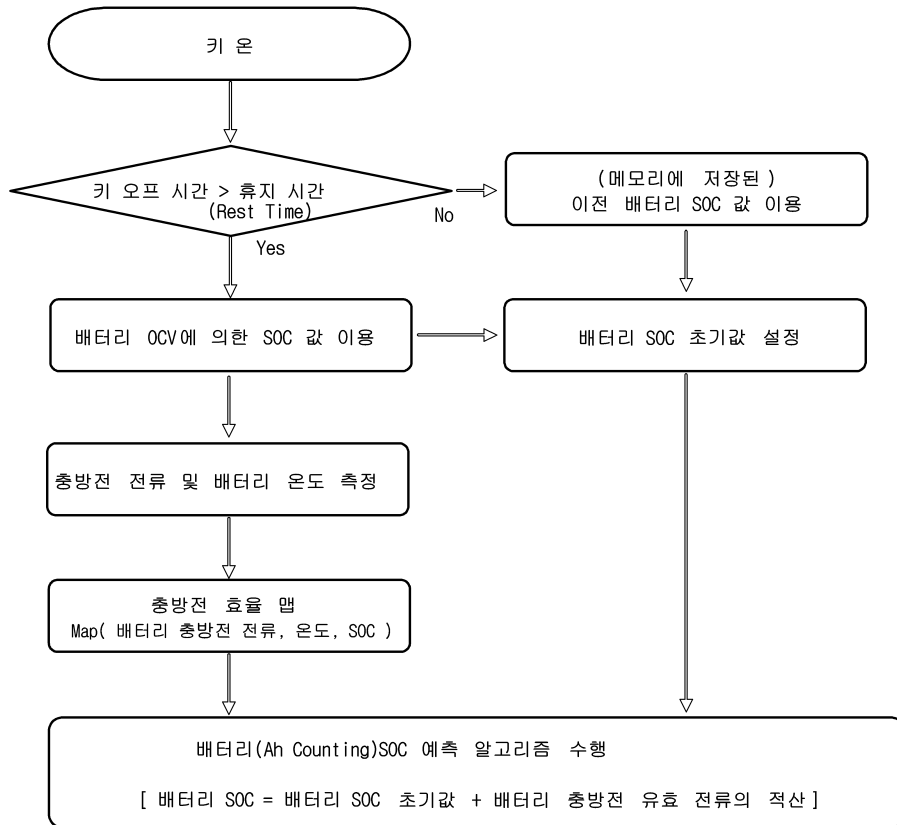 키 온
키 오프 시간 > 휴지 시간
(Rest Time)
No
Yes
(메모리에 저장된)
이전 배터리 SOC 값 이용
배터리 OCV에 의한 SOC 값 이용
배터리 SOC 초기값 설정
충방전 전류 및 배터리 온도 측정
충방전 효율 맵
Map( 배터리 충방전 전류, 온도, SOC )
배터리(Ah Counting)SOC 예측 알고리즘 수행
[ 배터리 SOC = 배터리 SOC 초기값 + 배터리 충방전 유효 전류의 적산 ]